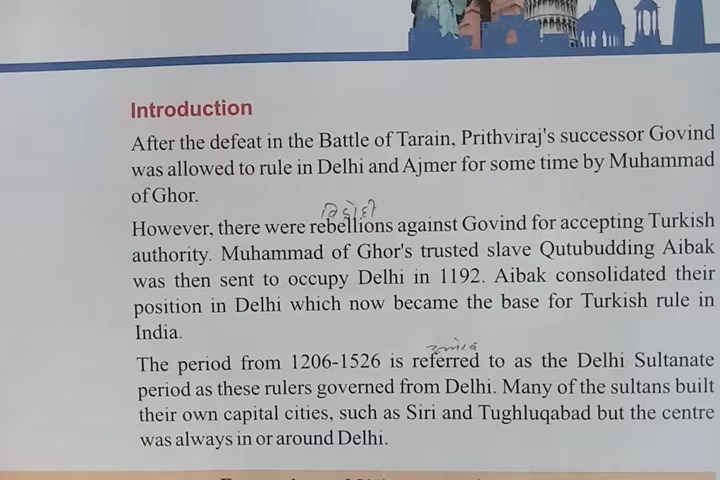 Introduction
After the defeat in the Battle of Tarain, Prithviraj's successor Govind
was allowed to rule in Delhi and Ajmer for some time by Muhammad
of Ghor.
विद्रोही
However, there were rebellions against Govind for accepting Turkish
authority. Muhammad of Ghor's trusted slave Qutubudding Aibak
was then sent to occupy Delhi in 1192. Aibak consolidated their
position in Delhi which now became the base for Turkish rule in
India.
The period from 1206-1526 is referred to as the Delhi Sultanate
period as these rulers governed from Delhi. Many of the sultans built
their own capital cities, such as Siri and Tughluqabad but the centre
was always in or around Delhi.